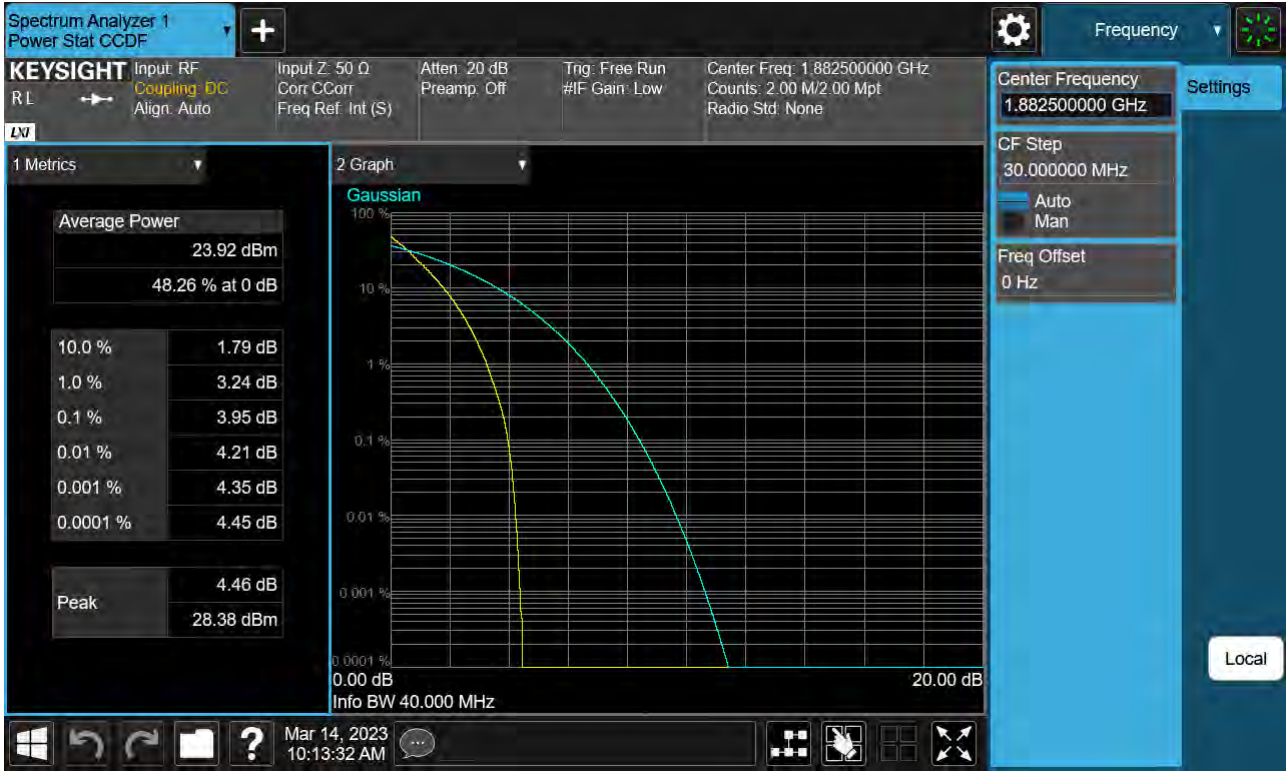 Spectrum Analyzer 1
Power Stat CCDF
Frequency
KEYSIGHT
RL
LXI
Input: RF
Coupling: DC
Align: Auto
Input Z: 50 Ω
Corr CCorr
Freq Ref: Int (S)
Atten: 20 dB
Preamp: Off
Trig: Free Run
#IF Gain: Low
Center Freq: 1.882500000 GHz
Counts: 2.00 M/2.00 Mpt
Radio Std: None
Center Frequency
1.882500000 GHz
Settings
CF Step
30.000000 MHz
Auto
Man
Freq Offset
0 Hz
Local
1 Metrics
Average Power
23.92 dBm
48.26 % at 0 dB
10.0 % 1.79 dB
1.0 % 3.24 dB
0.1 % 3.95 dB
0.01 % 4.21 dB
0.001 % 4.35 dB
0.0001 % 4.45 dB
Peak
4.46 dB
28.38 dBm
2 Graph
Gaussian
100 %
10 %
1 %
0.1 %
0.01 %
0.001 %
0.0001 %
0.00 dB 20.00 dB
Info BW 40.000 MHz
?
Mar 14, 2023
10:13:32 AM